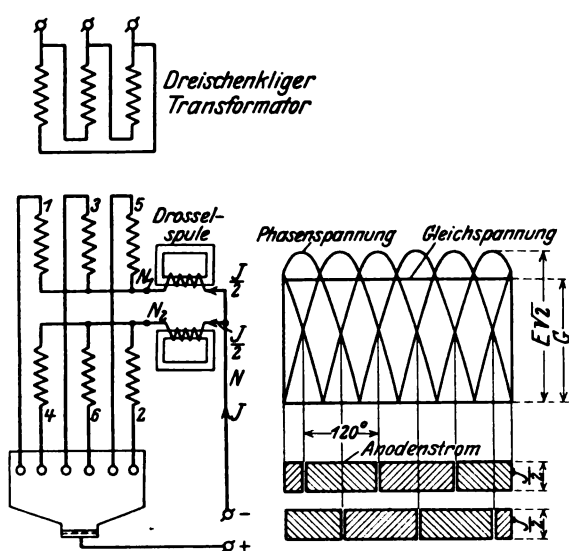 Dreischenkliger
Transformator
1 3 5
Drossel-
spule
N1
J/2
N2
J/2
N
4 6 2
J
-
+
Phasenspannung
Gleichspannung
E√2
G
120°
Anodenstrom
J/2
J/2